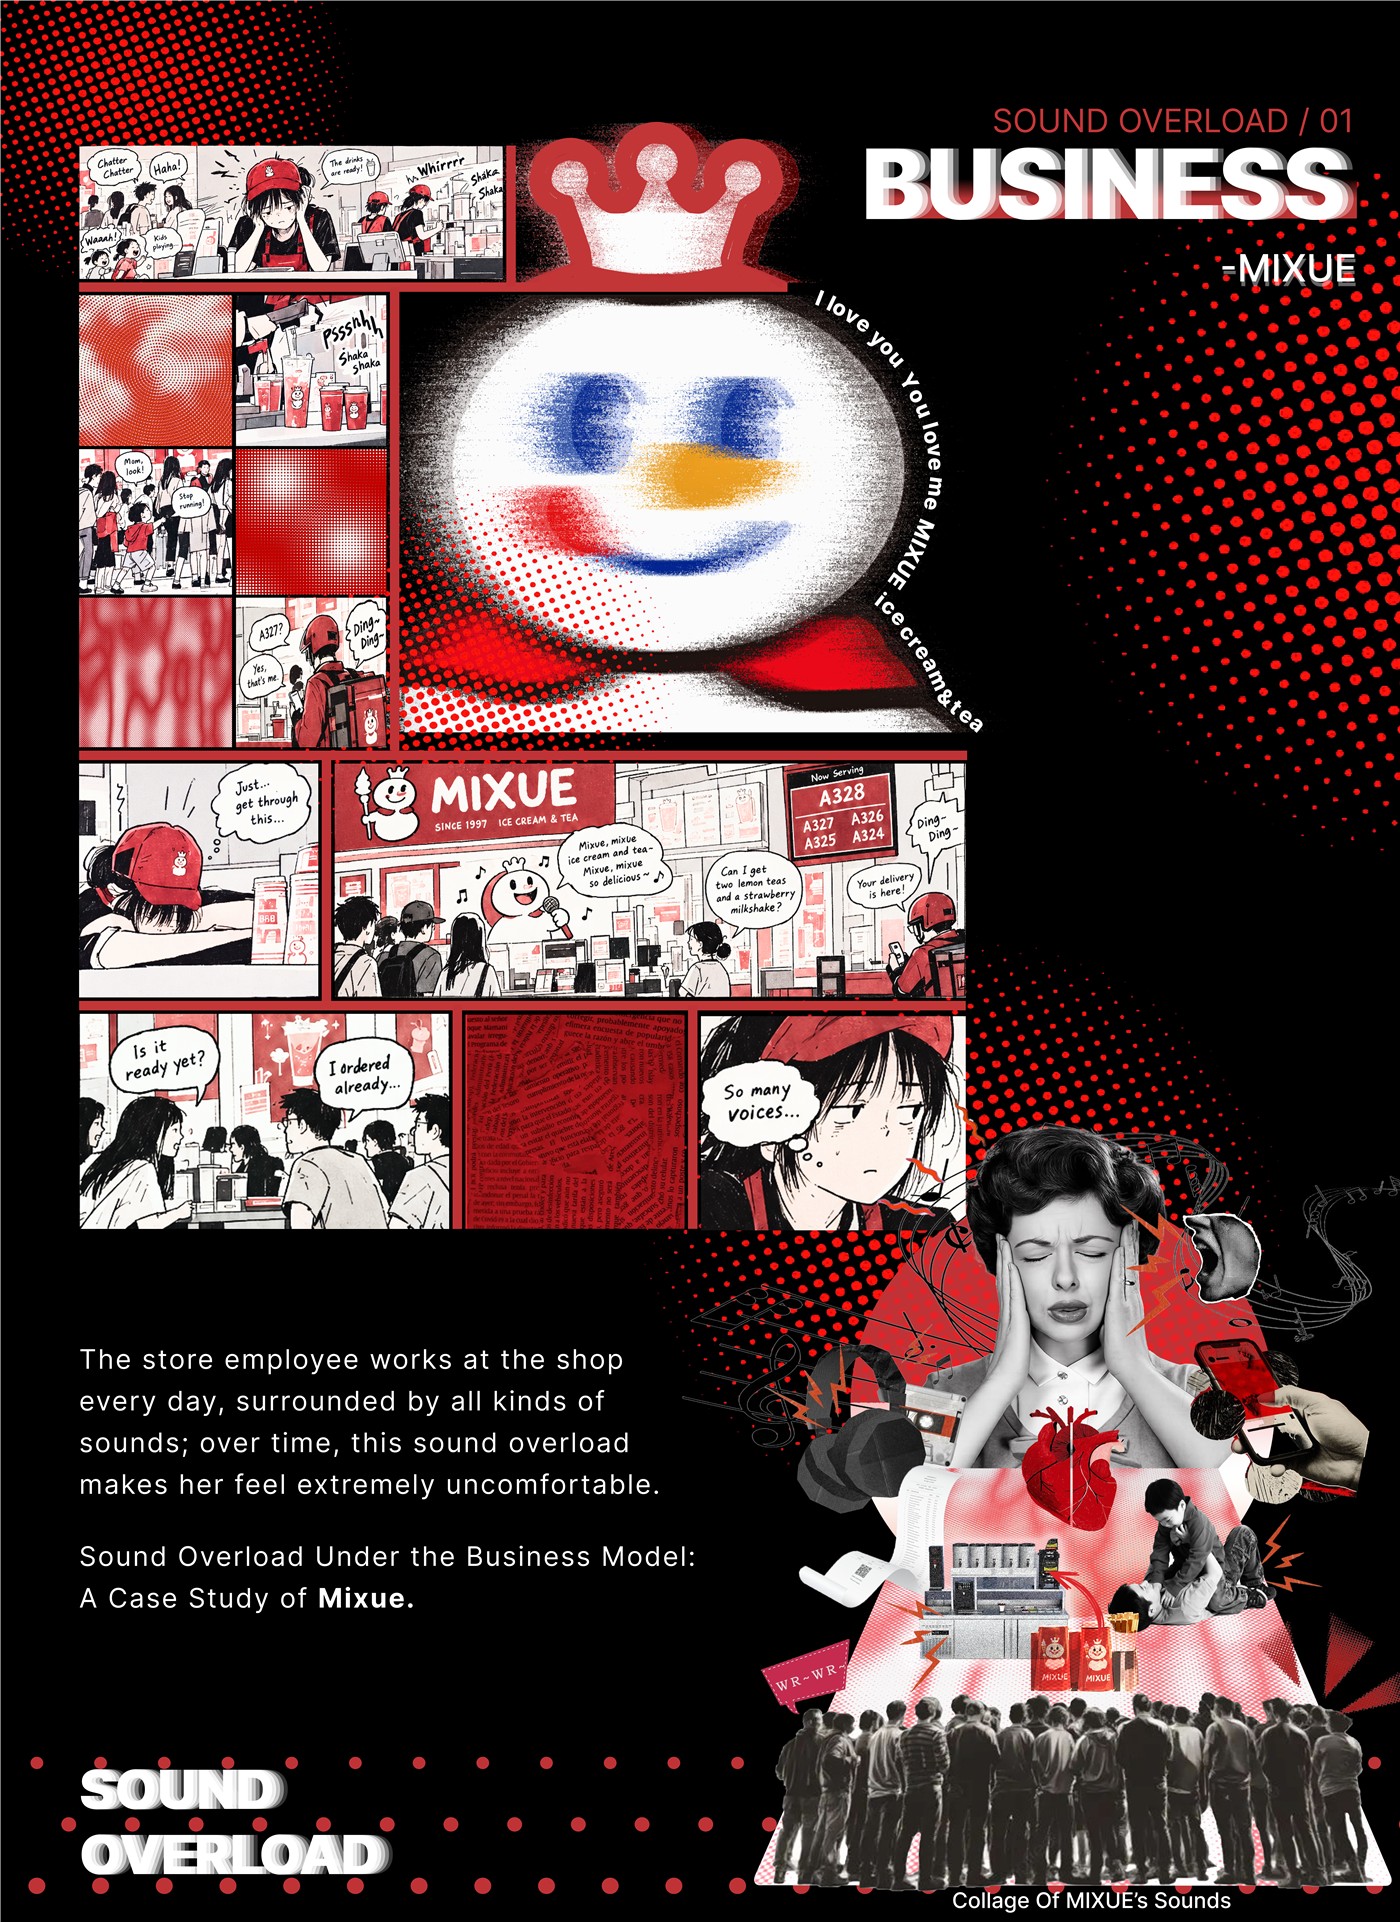 SOUND OVERLOAD / 01
BUSINESS
-MIXUE
Chatter
Chatter
Haha!
The drinks
are ready!
Whirrrr
Shaka
Shaka
Waaah!
Kids
playing..
Pssshhh
Shaka
shaka
Mom,
look!
Stop
running!
A327?
Yes,
that's me.
Ding~
Ding~
I love you You love me MIXUE icecream&tea
Just...
get through
this...
MIXUE
SINCE 1997 ICE CREAM & TEA
Mixue, mixue
ice cream and tea~
Mixue, mixue
so delicious~
Can I get
two lemon teas
and a strawberry
milkshake?
Now Serving
A328
A327 A326
A325 A324
Your delivery
is here!
Ding~
Ding~
Is it
ready yet?
I ordered
already...
So many
voices...
The store employee works at the shop
every day, surrounded by all kinds of
sounds; over time, this sound overload
makes her feel extremely uncomfortable.
Sound Overload Under the Business Model:
A Case Study of Mixue.
WR~WR~
MIXUE
MIXUE
SOUND
OVERLOAD
Collage Of MIXUE’s Sounds